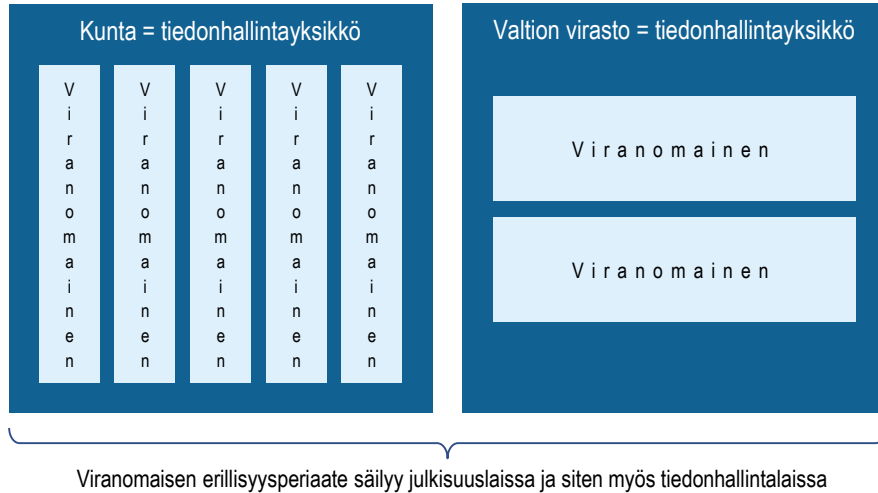 Kunta = tiedonhallintayksikkö
Viranomainen
Viranomainen
Viranomainen
Viranomainen
Viranomainen
Valtion virasto = tiedonhallintayksikkö
Viranomainen
Viranomainen
Viranomaisen erillisyysperiaate säilyy julkisuuslaissa ja siten myös tiedonhallintalaissa